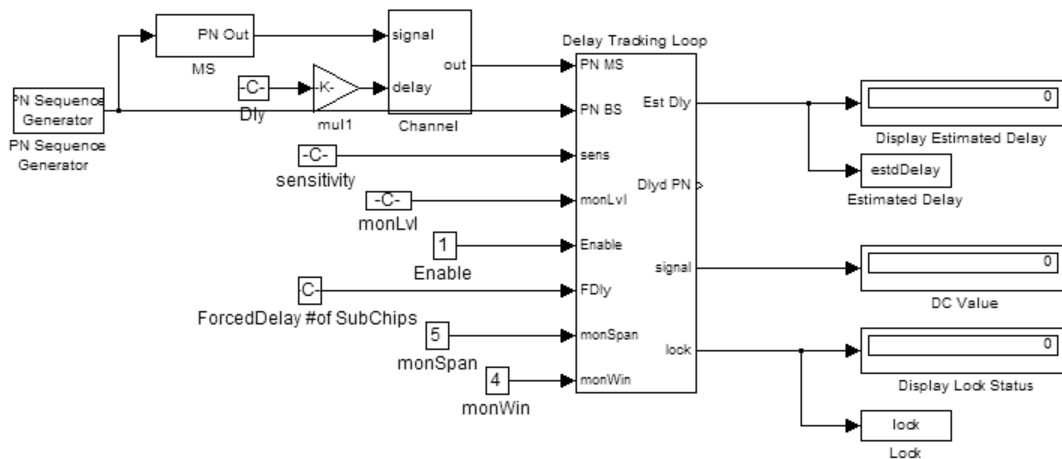 PN Out
MS
signal
out
delay
Channel
-C-
Dly
-K-
mul1
PN Sequence
Generator
PN Sequence
Generator
-C-
sensitivity
-C-
monLvl
1
Enable
C-
ForcedDelay #of SubChips
5
monSpan
4
monWin
Delay Tracking Loop
PN MS
PN BS
sens
monLvl
Enable
FDly
monSpan
monWin
Est Dly
Dlyd PN
signal
lock
0
Display Estimated Delay
estdDelay
Estimated Delay
0
DC Value
0
Display Lock Status
lock
Lock